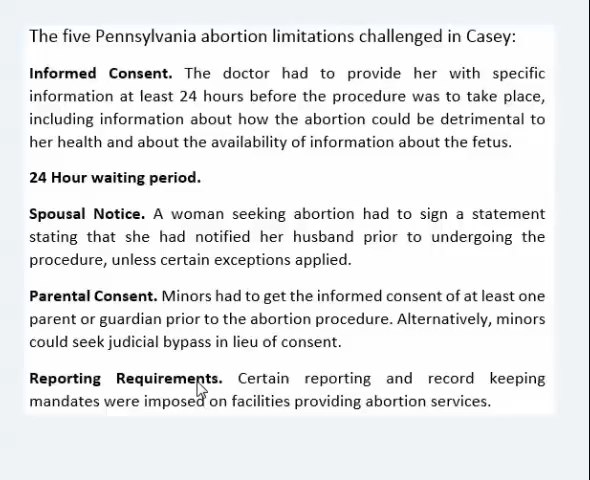 The five Pennsylvania abortion limitations challenged in Casey:
Informed Consent. The doctor had to provide her with specific
information at least 24 hours before the procedure was to take place,
including information about how the abortion could be detrimental to
her health and about the availability of information about the fetus.
24 Hour waiting period.
Spousal Notice. A woman seeking abortion had to sign a statement
stating that she had notified her husband prior to undergoing the
procedure, unless certain exceptions applied.
Parental Consent. Minors had to get the informed consent of at least one
parent or guardian prior to the abortion procedure. Alternatively, minors
could seek judicial bypass in lieu of consent.
Reporting Requirements. Certain reporting and record keeping
mandates were imposed on facilities providing abortion services.